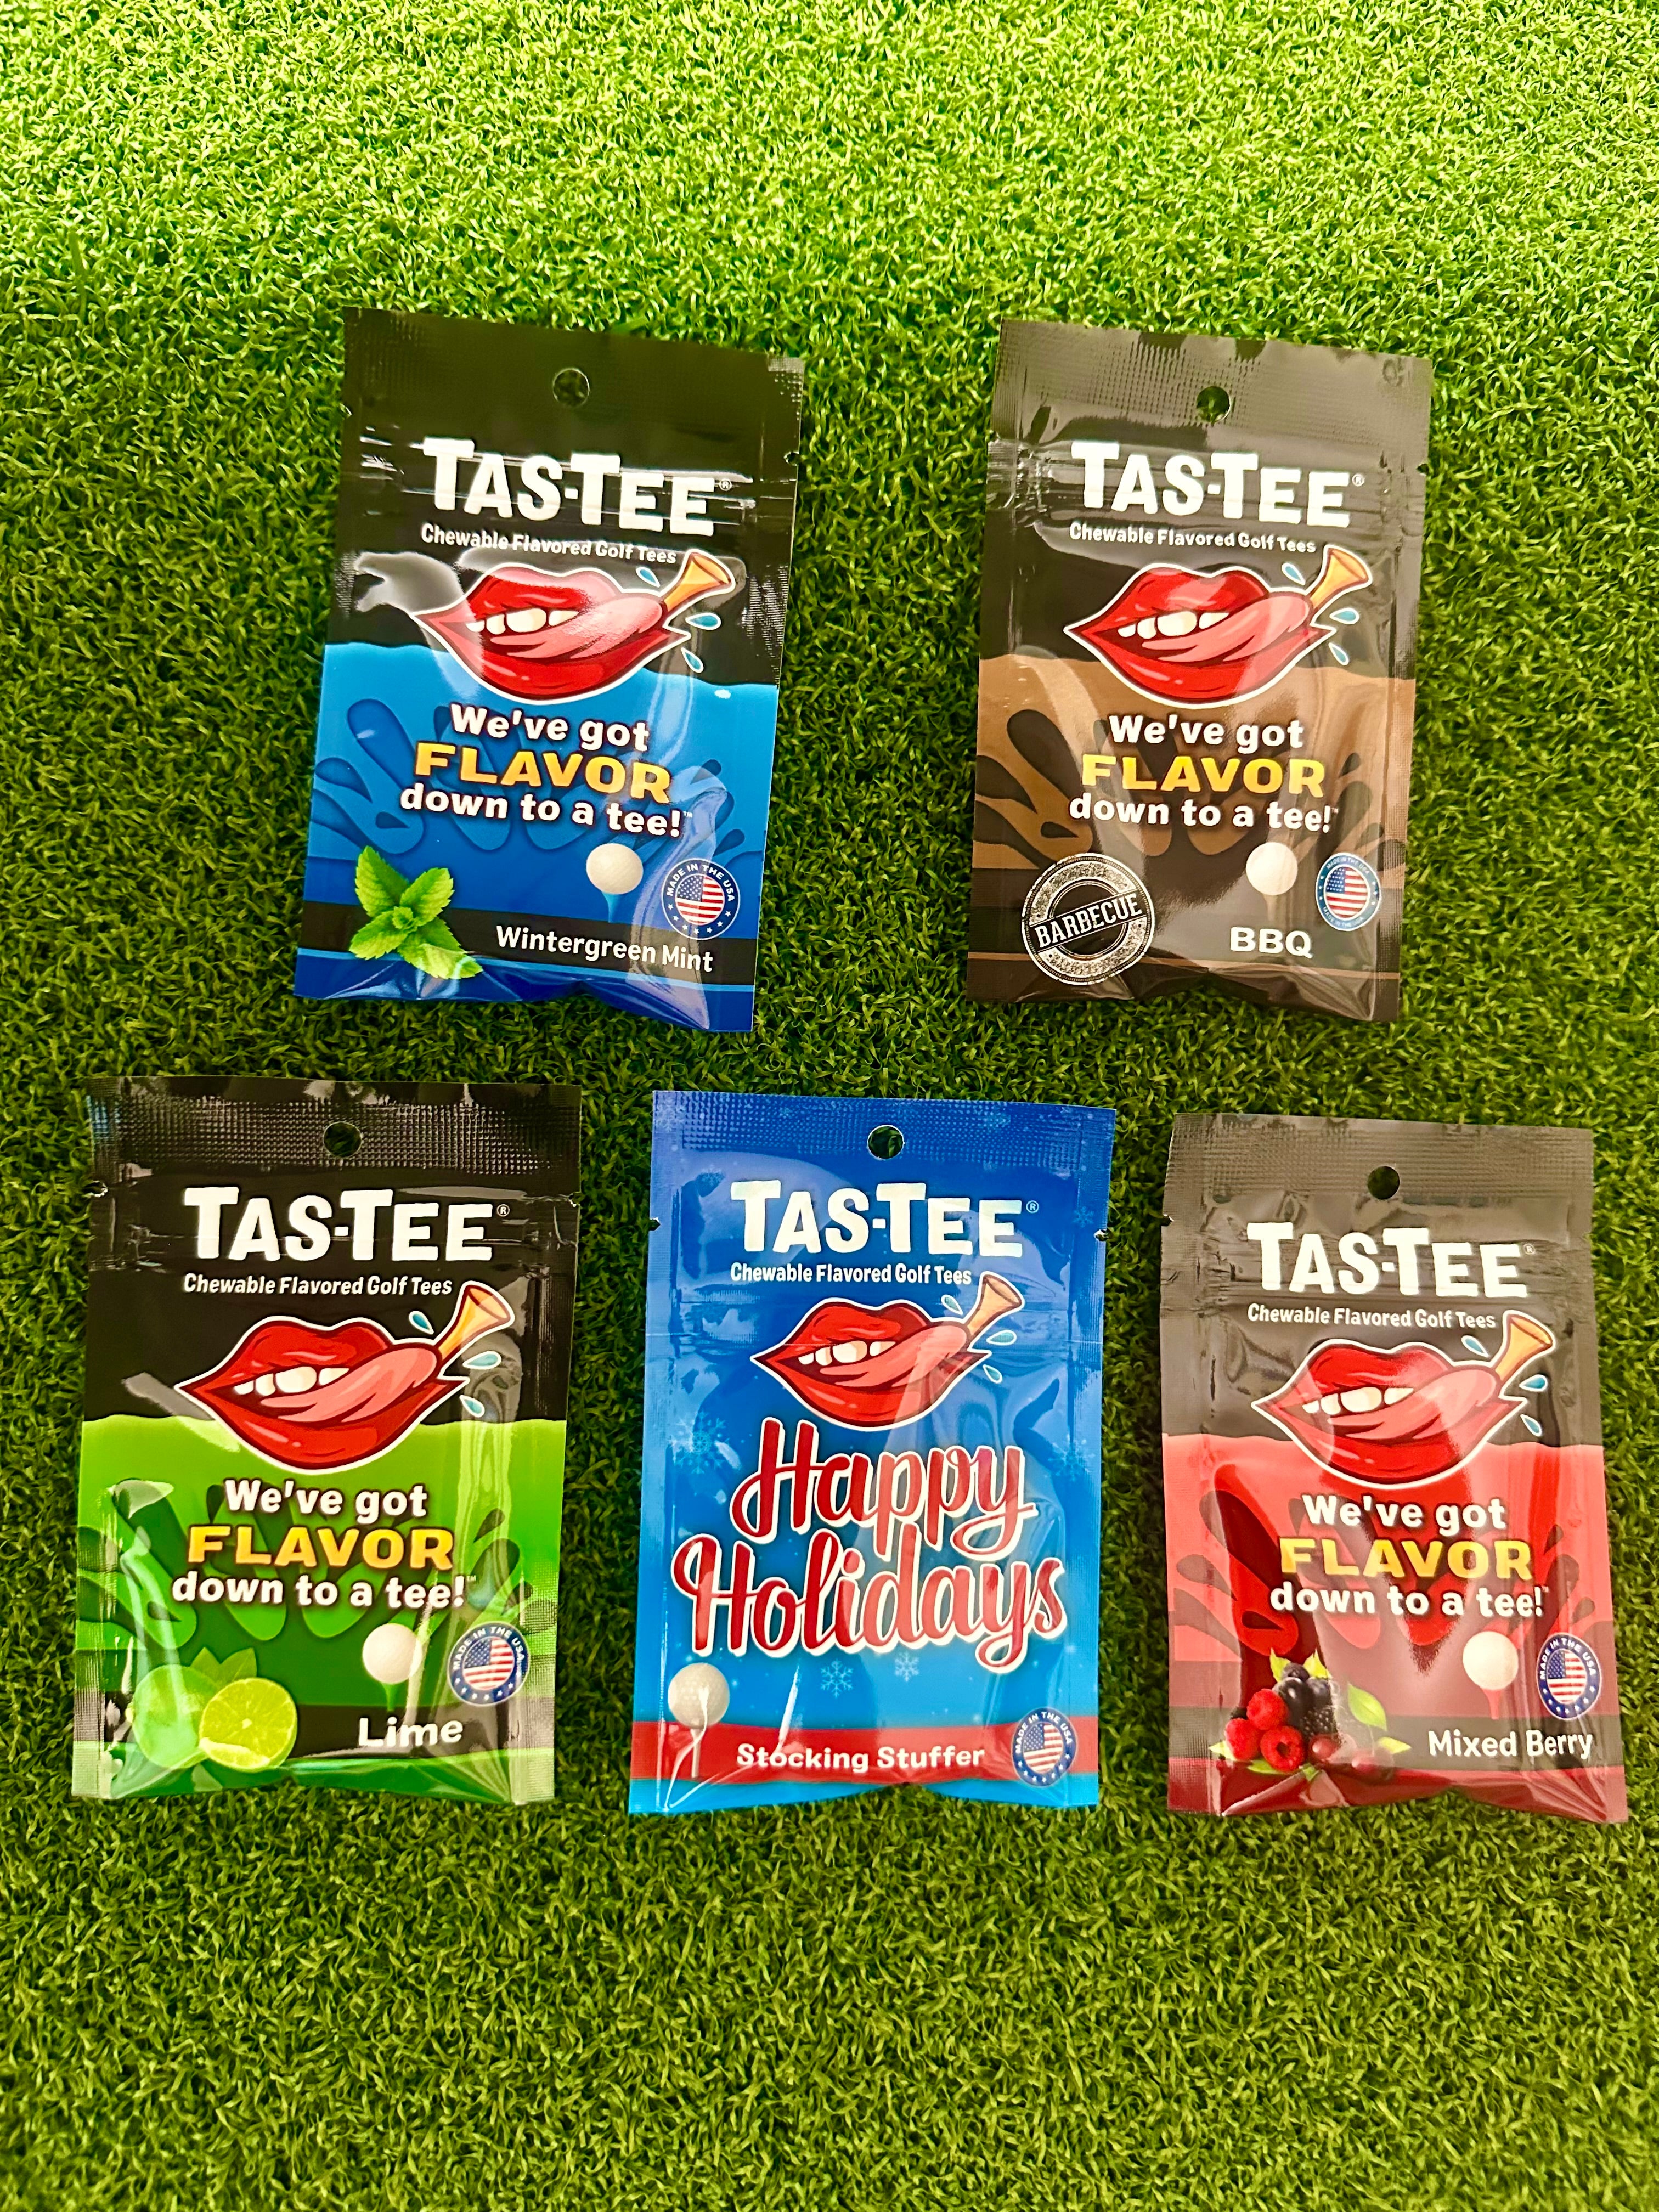 TAS-TEE®
Chewable Flavored Golf Tees
We've got
FLAVOR
down to a tee!™
MADE IN THE USA
Wintergreen Mint
TAS-TEE®
Chewable Flavored Golf Tees
We've got
FLAVOR
down to a tee!™
MADE IN THE USA
BARBECUE
BBQ
TAS-TEE®
Chewable Flavored Golf Tees
We've got
FLAVOR
down to a tee!™
MADE IN THE USA
Lime
TAS-TEE®
Chewable Flavored Golf Tees
Happy
Holidays
MADE IN THE USA
Stocking Stuffer
TAS-TEE®
Chewable Flavored Golf Tees
We've got
FLAVOR
down to a tee!™
MADE IN THE USA
Mixed Berry